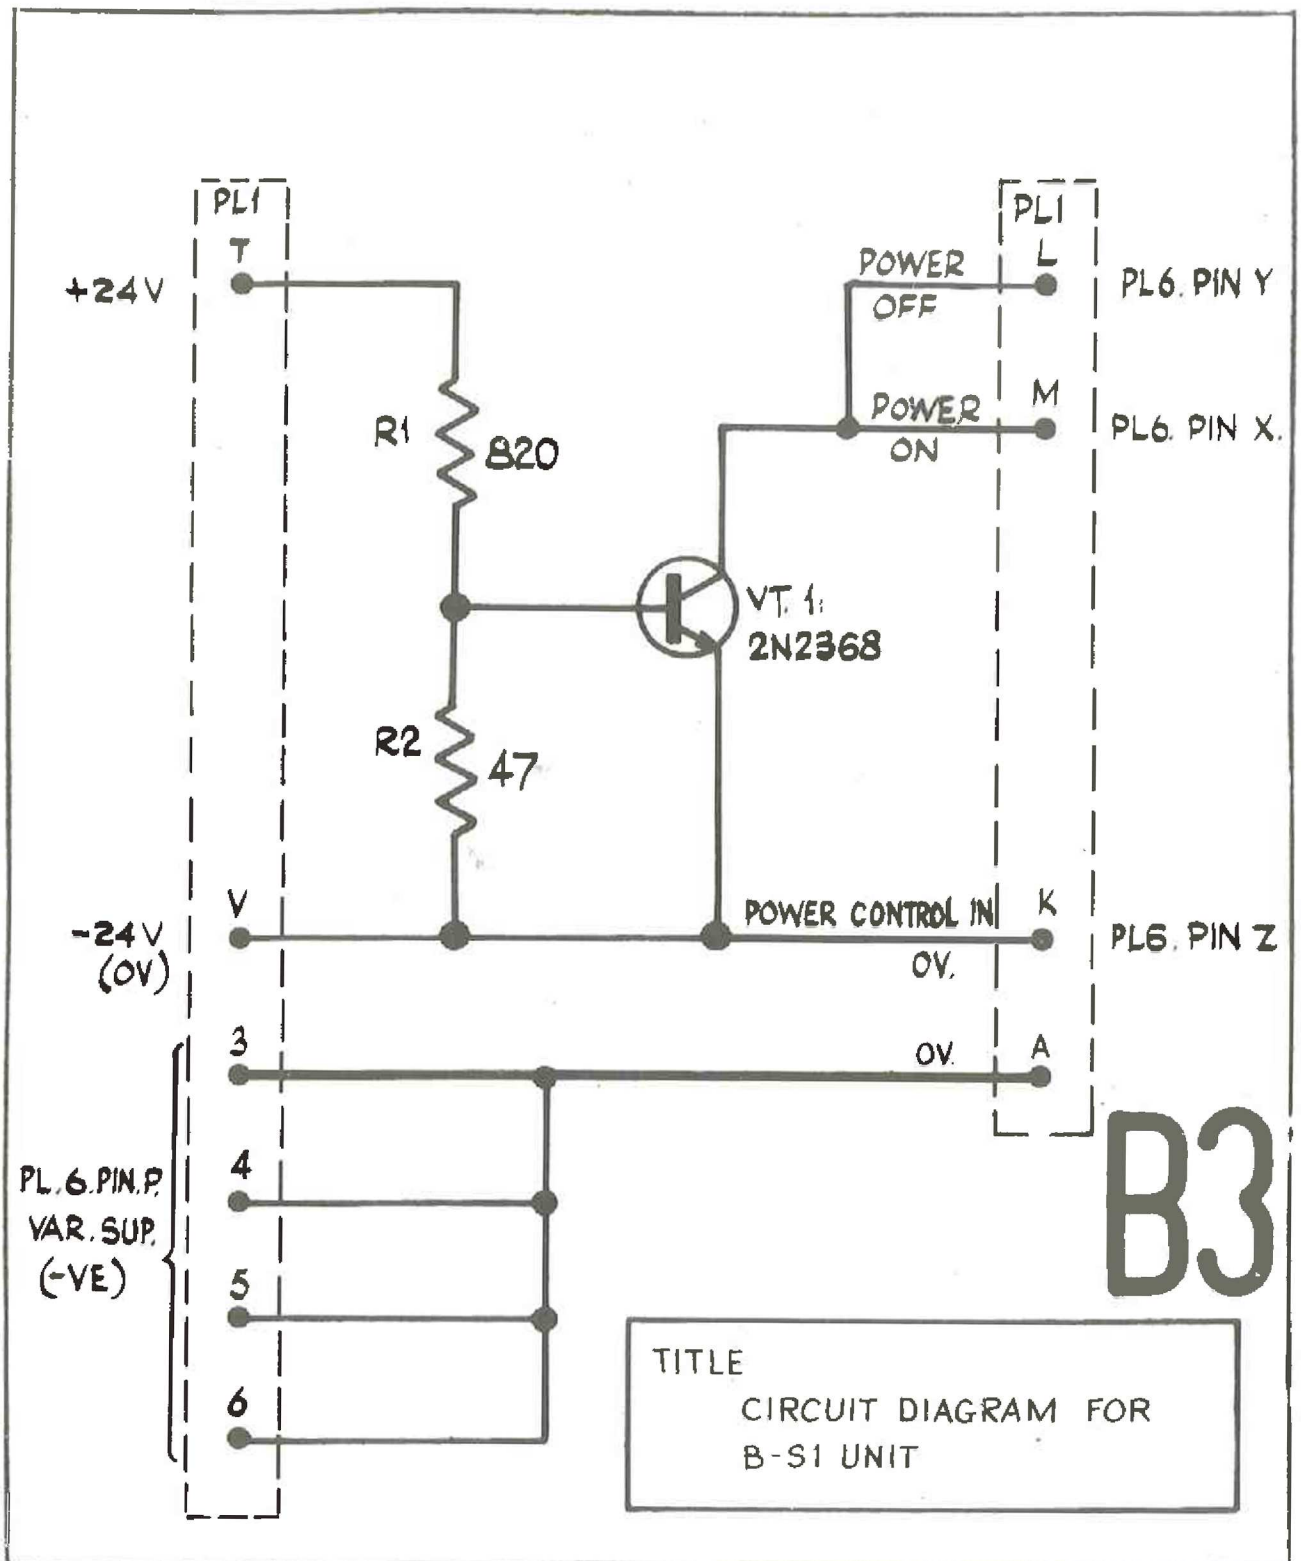 PL1
T
+24V
R1
820
R2
47
V
-24V
(OV)
3
4
5
6
PL.6.PIN.P.
VAR.SUP.
(-VE)
VT.1.
2N2368
POWER
OFF
POWER
ON
POWER CONTROL IN
OV.
OV.
PL1
L
PL6. PIN Y
M
PL6. PIN X.
K
PL6. PIN Z
A
B3
TITLE
CIRCUIT DIAGRAM FOR
B-S1 UNIT